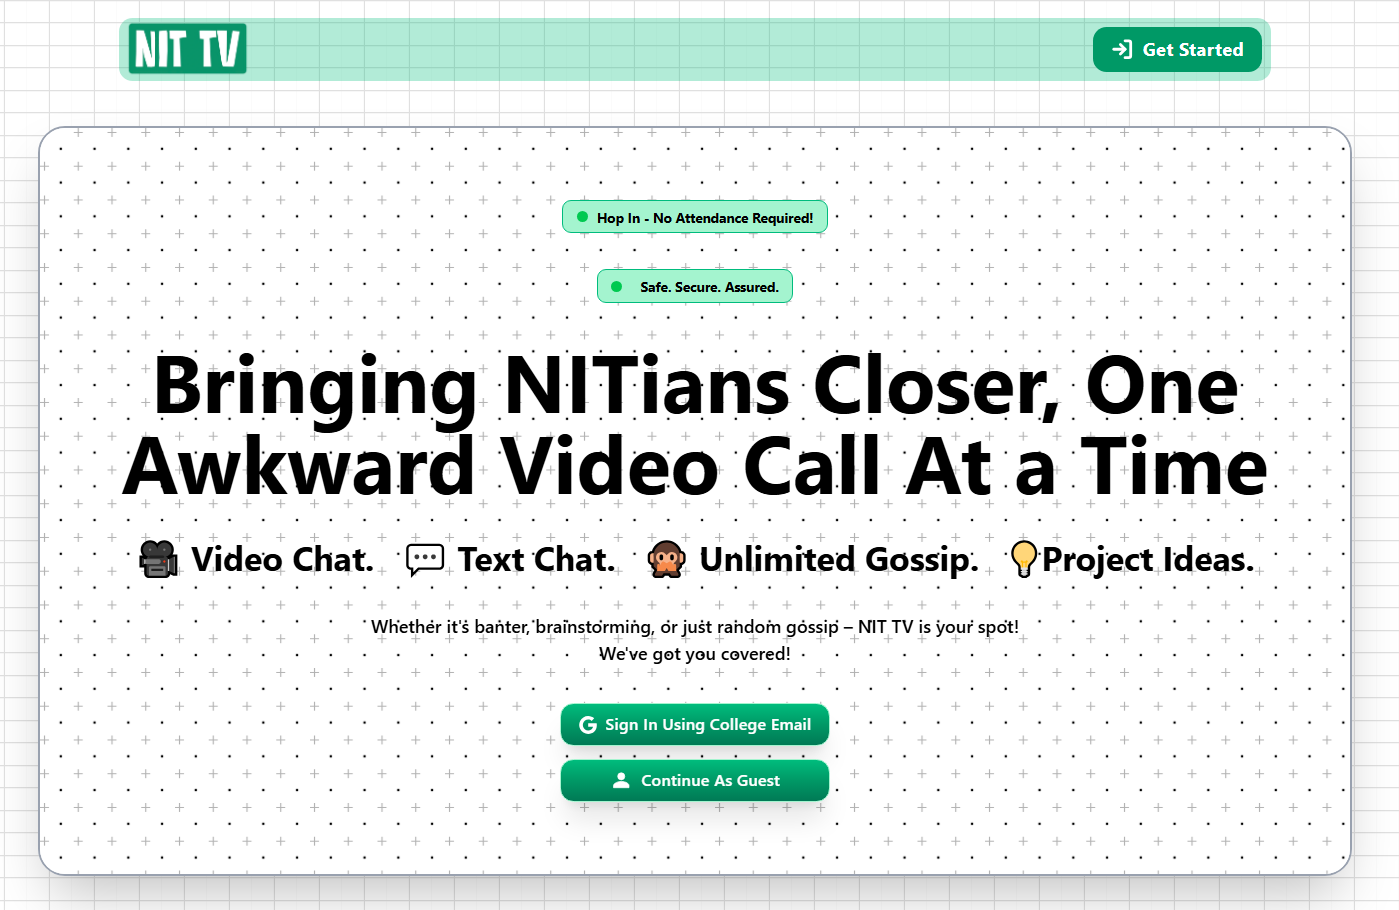 NIT TV
Get Started
Hop In - No Attendance Required!
Safe. Secure. Assured.
Bringing NITians Closer, One
Awkward Video Call At a Time
Video Chat. Text Chat. Unlimited Gossip. Project Ideas.
Whether it's banter, brainstorming, or just random gossip – NIT TV is your spot!
We've got you covered!
Sign In Using College Email
Continue As Guest